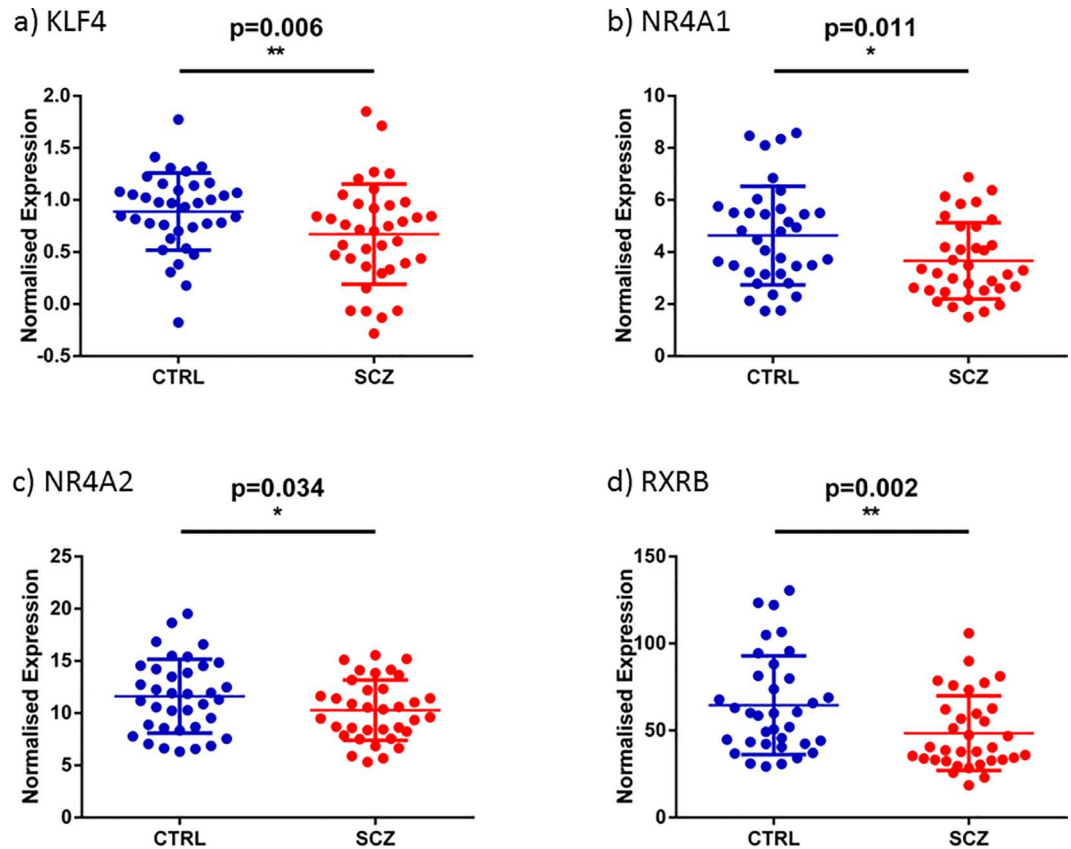 a) KLF4
p=0.006
**
Normalised Expression
2.0
1.5
1.0
0.5
0.0
-0.5
CTRL
SCZ
b) NR4A1
p=0.011
*
Normalised Expression
10
8
6
4
2
0
CTRL
SCZ
c) NR4A2
p=0.034
*
Normalised Expression
25
20
15
10
5
0
CTRL
SCZ
d) RXRB
p=0.002
**
Normalised Expression
150
100
50
0
CTRL
SCZ